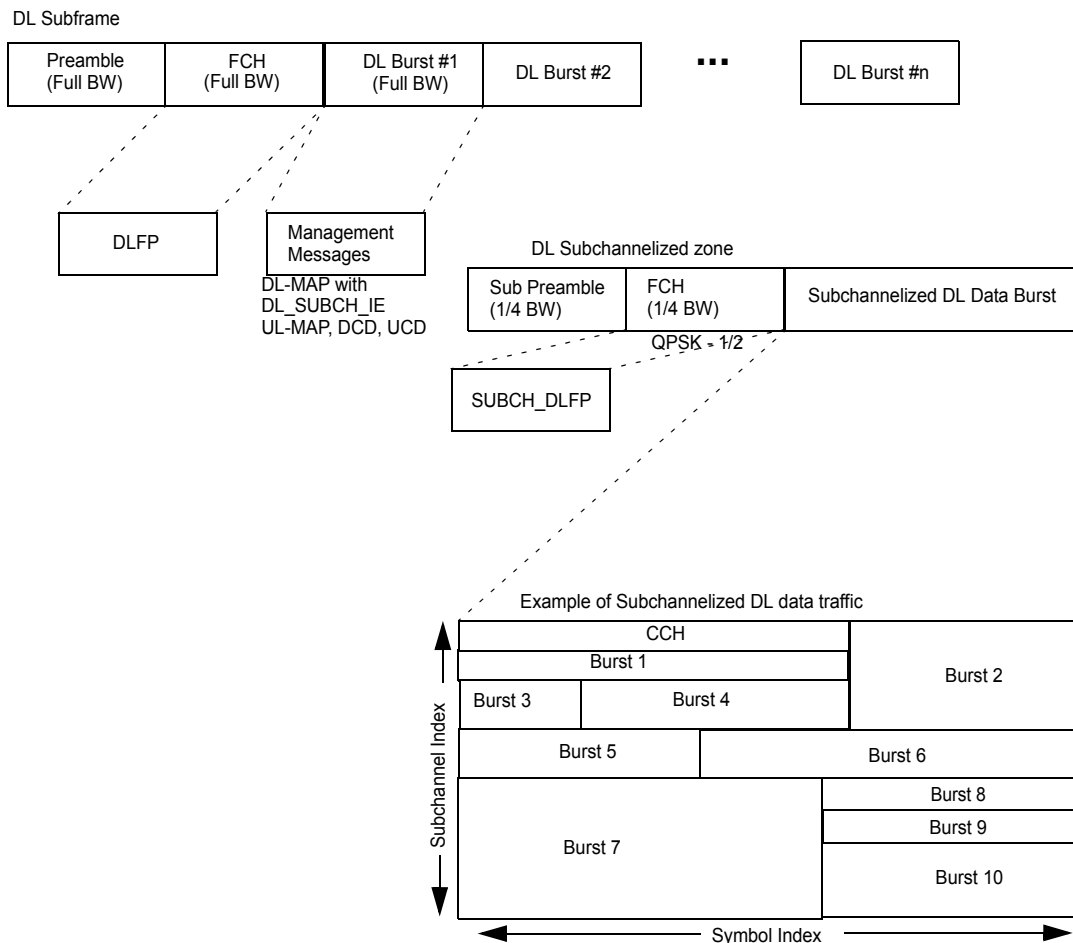 DL Subframe
Preamble
(Full BW)
FCH
(Full BW)
DL Burst #1
(Full BW)
DL Burst #2
...
DL Burst #n
DLFP
Management
Messages
DL-MAP with
DL_SUBCH_IE
UL-MAP, DCD, UCD
DL Subchannelized zone
Sub Preamble
(1/4 BW)
FCH
(1/4 BW)
Subchannelized DL Data Burst
QPSK - 1/2
SUBCH_DLFP
Example of Subchannelized DL data traffic
CCH
Burst 1
Burst 2
Burst 3
Burst 4
Burst 5
Burst 6
Burst 7
Burst 8
Burst 9
Burst 10
Subchannel Index
Symbol Index